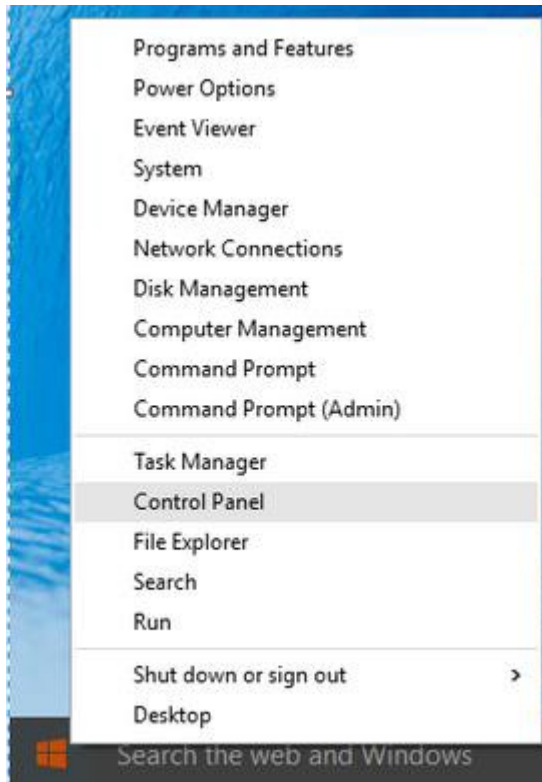 Programs and Features
Power Options
Event Viewer
System
Device Manager
Network Connections
Disk Management
Computer Management
Command Prompt
Command Prompt (Admin)
Task Manager
Control Panel
File Explorer
Search
Run
Shut down or sign out
Desktop
Search the web and Windows